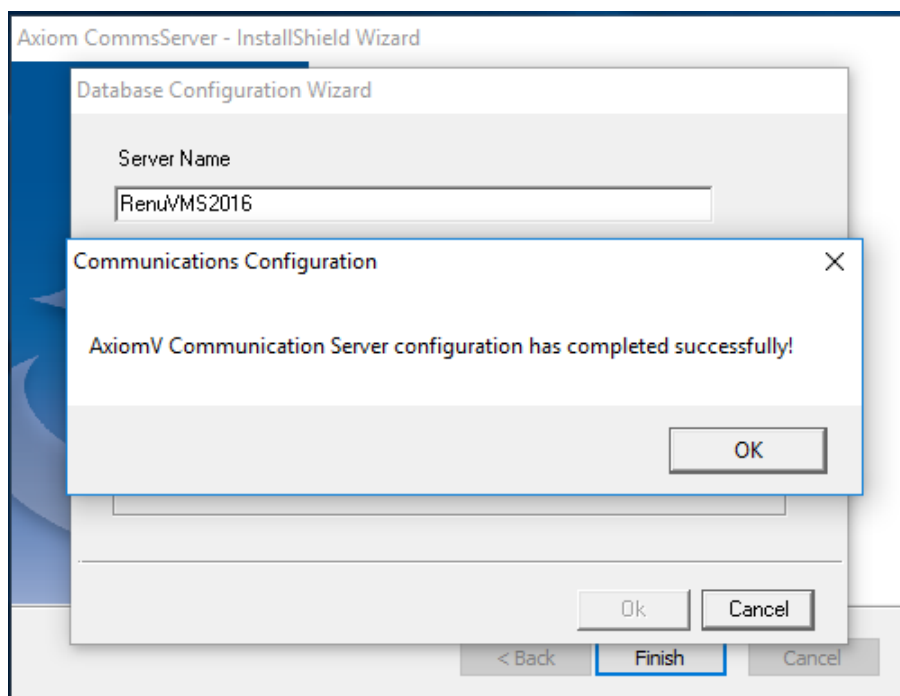 Axiom CommsServer - InstallShield Wizard
Database Configuration Wizard
Server Name
RenuVMS2016
Communications Configuration
AxiomV Communication Server configuration has completed successfully!
OK
Ok Cancel
< Back Finish Cancel